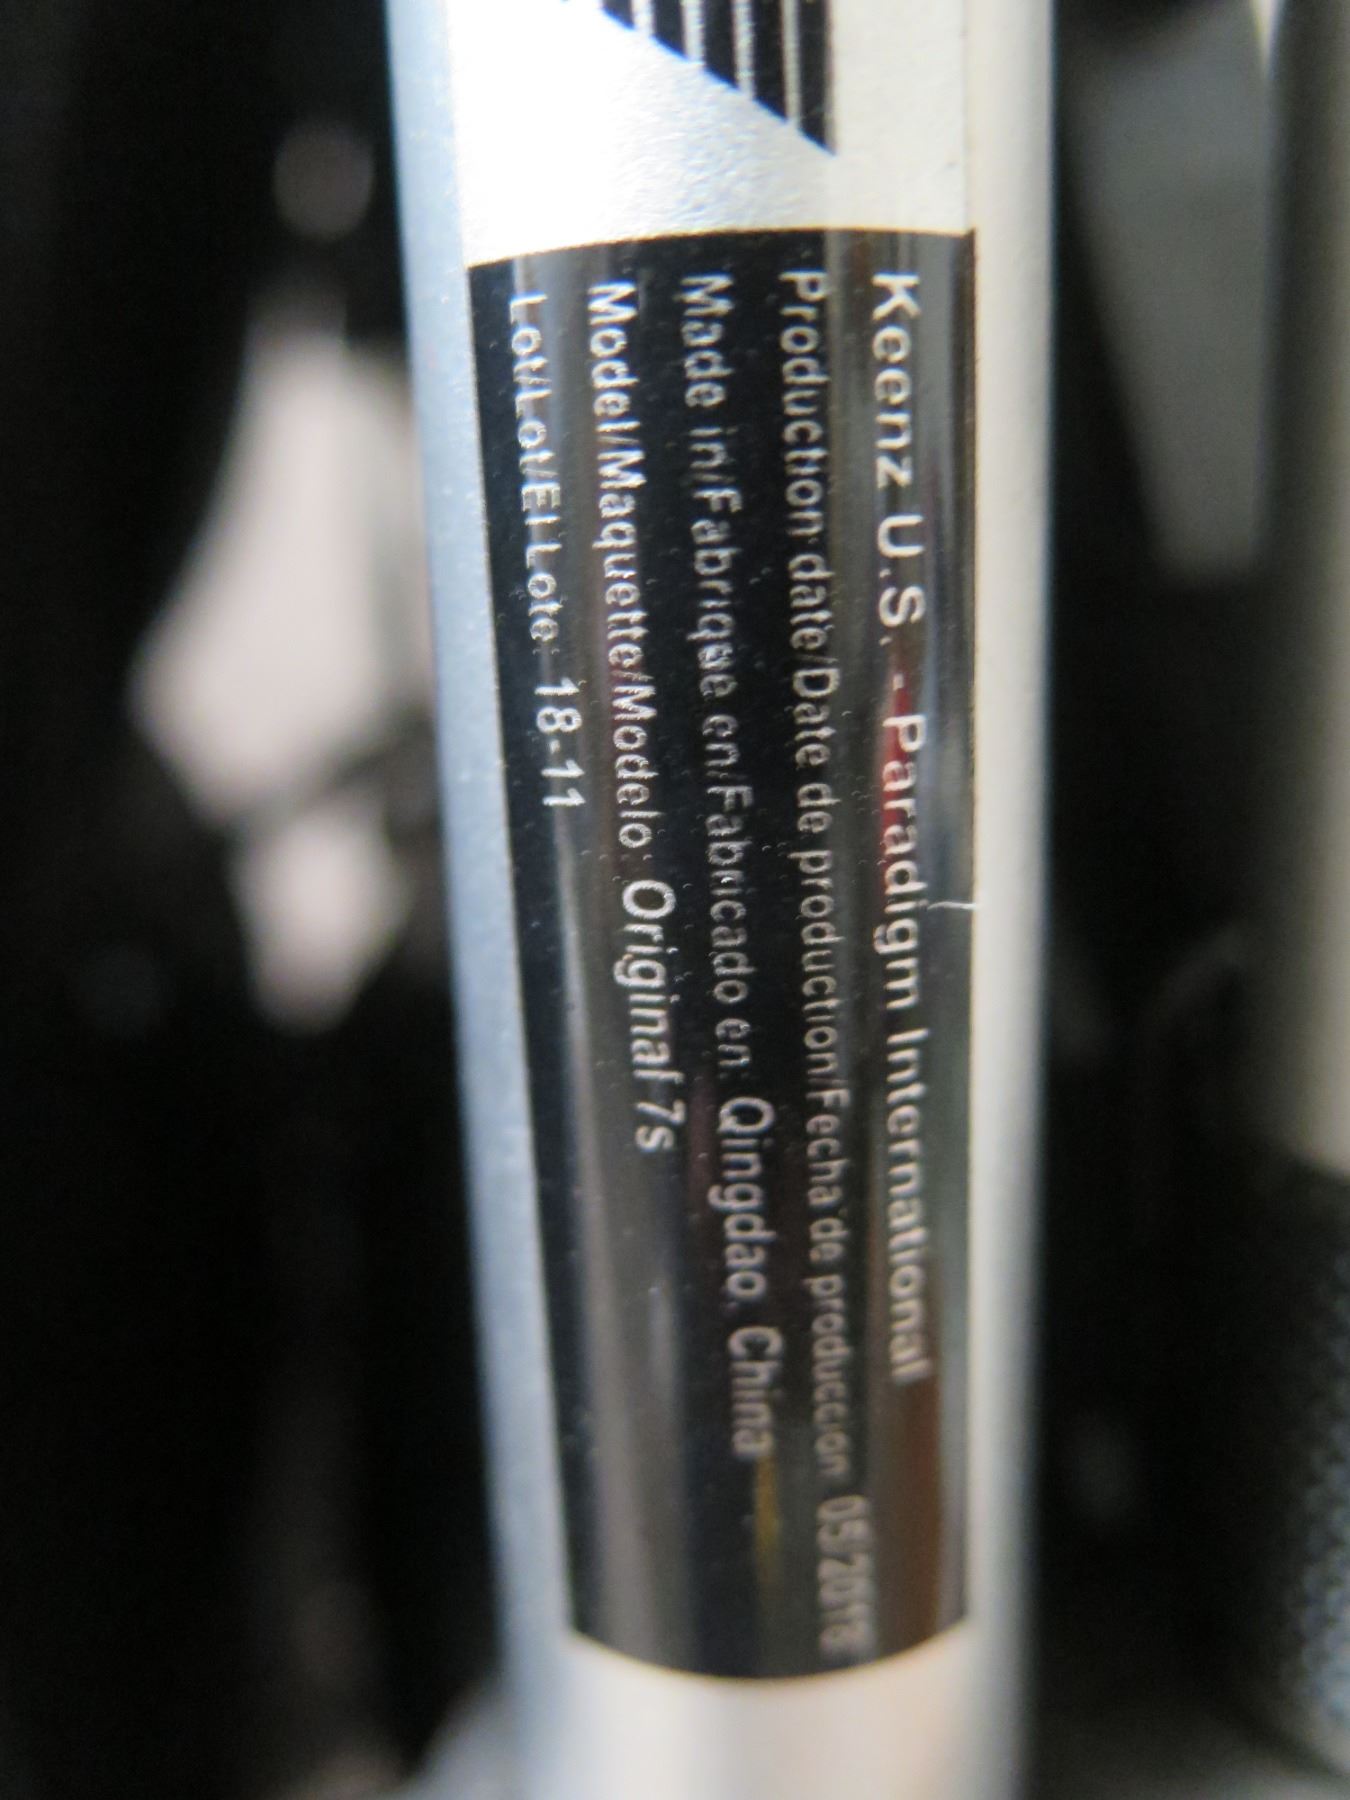 Keenz U.S. - Paradigm International
Production date/Date de production/Fecha de produccion 05/2018
Made in/Fabrique en/Fabricado en: Qingdao, China
Model/Maquette/Modelo: Original 7s
Lot/Lot/El Lote: 18-11